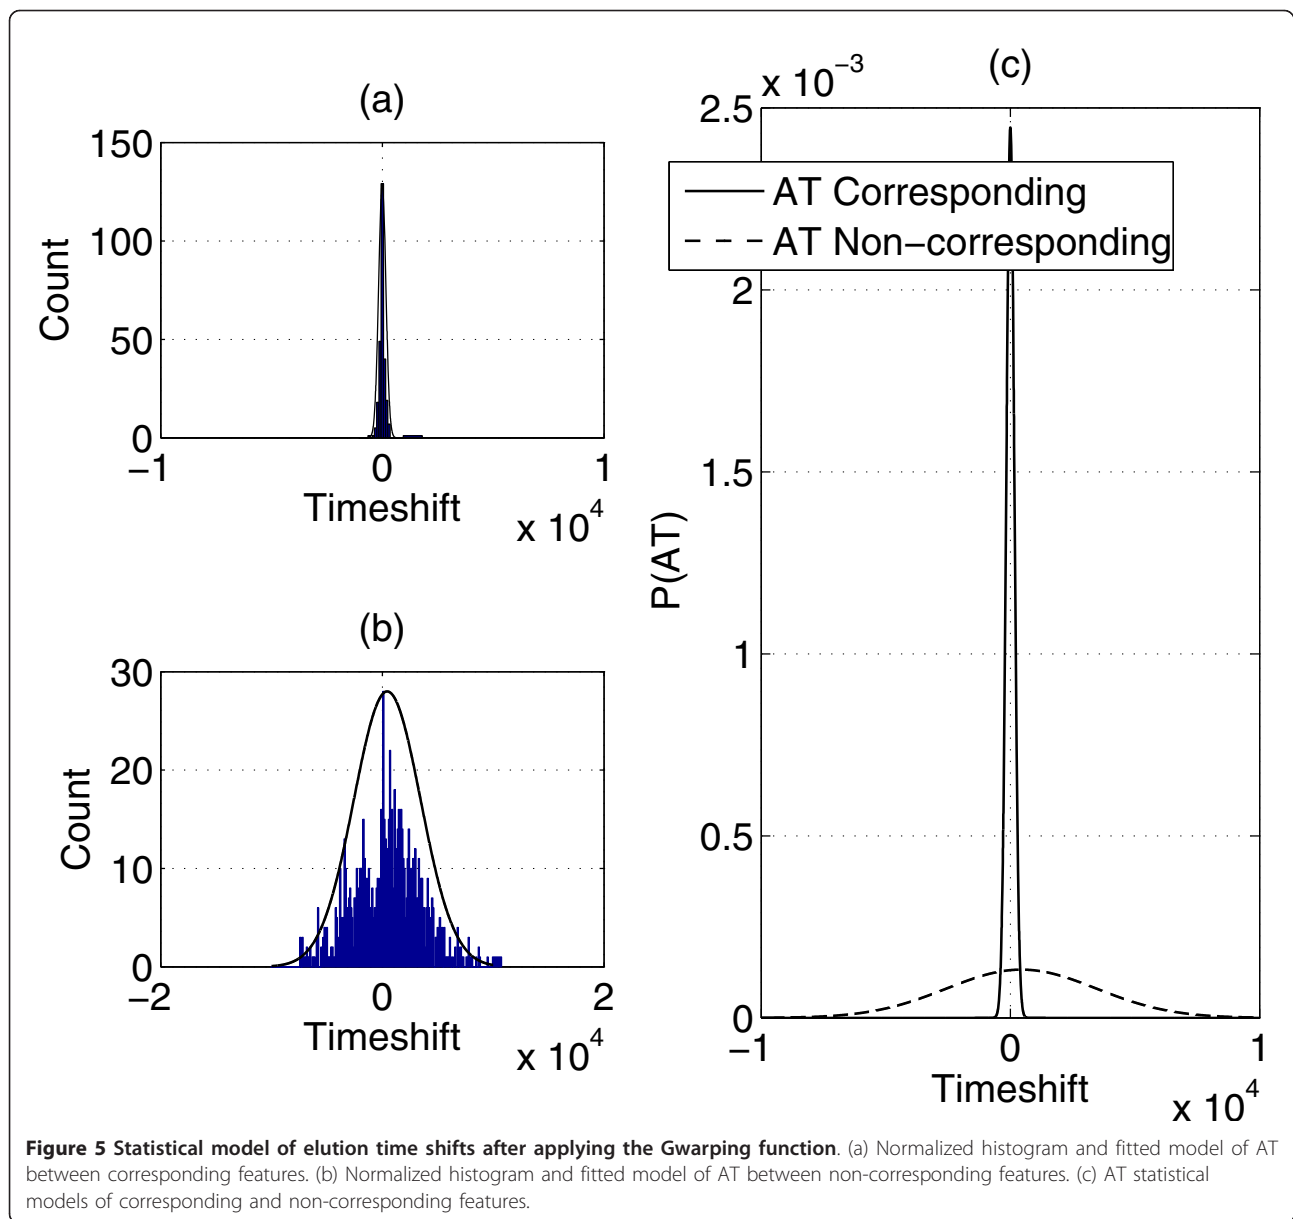 (a)
150
100
50
0
Count
−1
0
1
Timeshift
x 10^4
(b)
30
20
10
0
Count
−2
0
2
Timeshift
x 10^4
(c)
x 10^−3
2.5
2
1.5
1
0.5
0
P(AT)
AT Corresponding
AT Non−corresponding
−1
0
1
Timeshift
x 10^4
Figure 5 Statistical model of elution time shifts after applying the Gwarping function. (a) Normalized histogram and fitted model of AT
between corresponding features. (b) Normalized histogram and fitted model of AT between non-corresponding features. (c) AT statistical
models of corresponding and non-corresponding features.